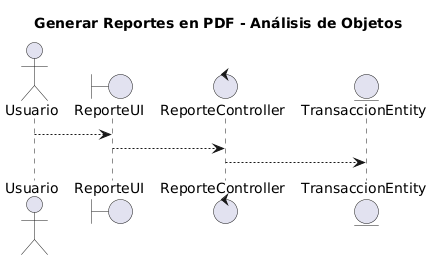 Generar Reportes en PDF - Análisis de Objetos
Usuario ReporteUI ReporteController TransaccionEntity
Usuario ReporteUI ReporteController TransaccionEntity